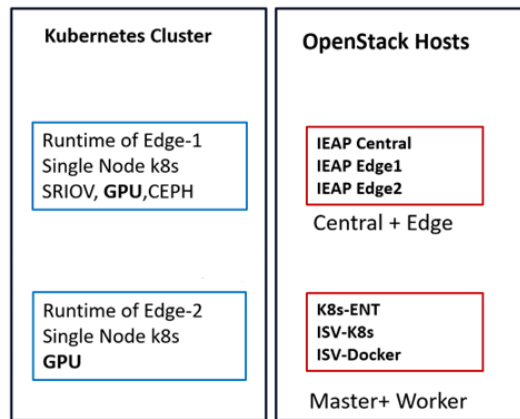 Kubernetes Cluster
Runtime of Edge-1
Single Node k8s
SRIOV, GPU,CEPH
Runtime of Edge-2
Single Node k8s
GPU
OpenStack Hosts
IEAP Central
IEAP Edge1
IEAP Edge2
Central + Edge
K8s-ENT
ISV-K8s
ISV-Docker
Master+ Worker